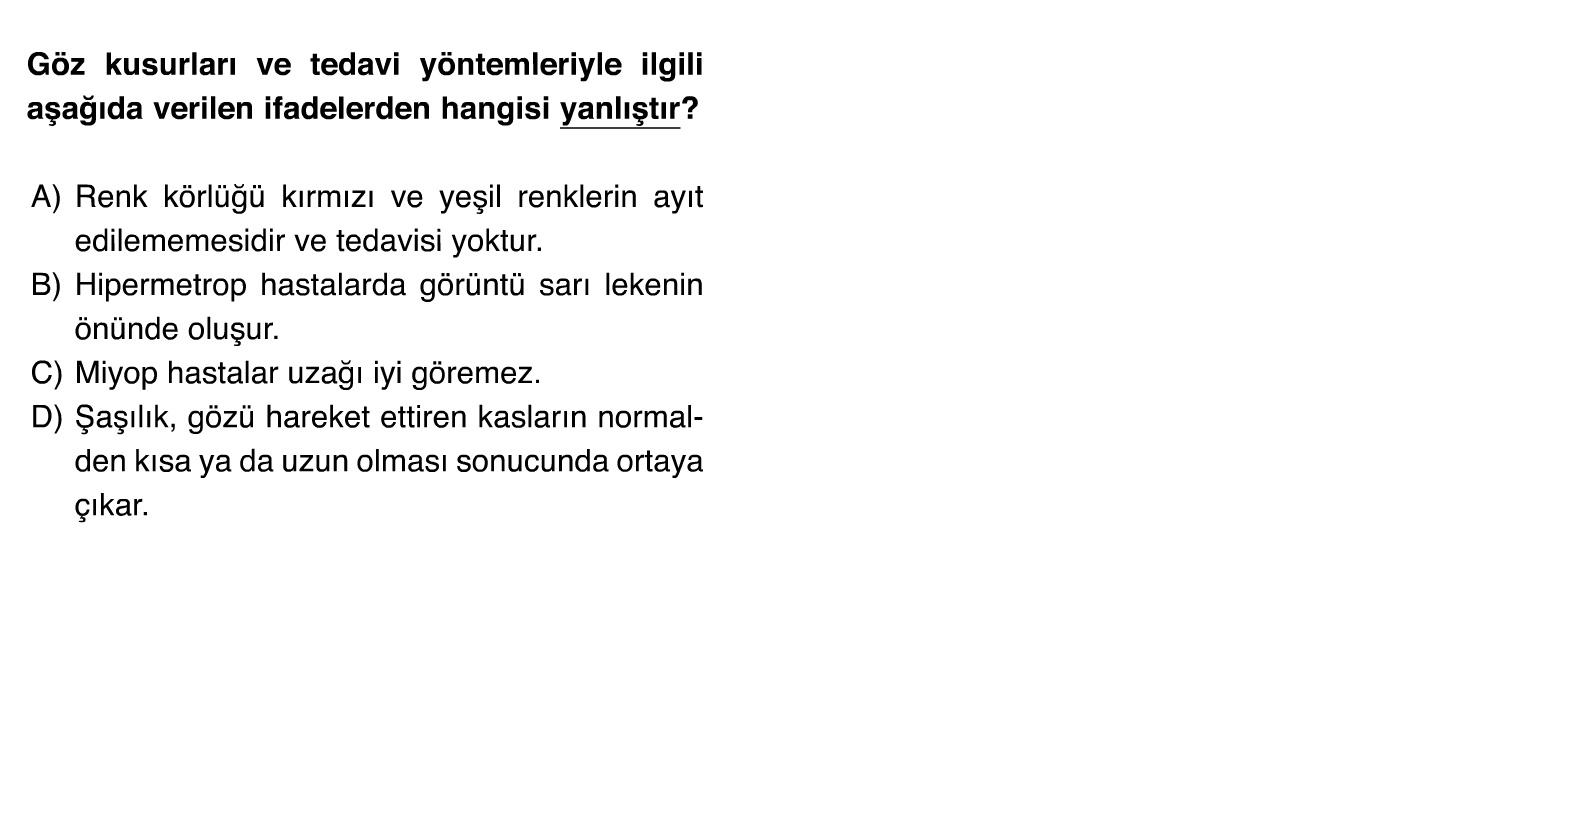 Göz kusurları ve tedavi yöntemleriyle ilgili
aşağıda verilen ifadelerden hangisi yanlıştır?
A) Renk körlüğü kırmızı ve yeşil renklerin ayıt
edilememesidir ve tedavisi yoktur.
B) Hipermetrop hastalarda görüntü sarı lekenin
önünde oluşur.
C) Miyop hastalar uzağı iyi göremez.
D) Şaşılık, gözü hareket ettiren kasların normal-
den kısa ya da uzun olması sonucunda ortaya
çıkar.